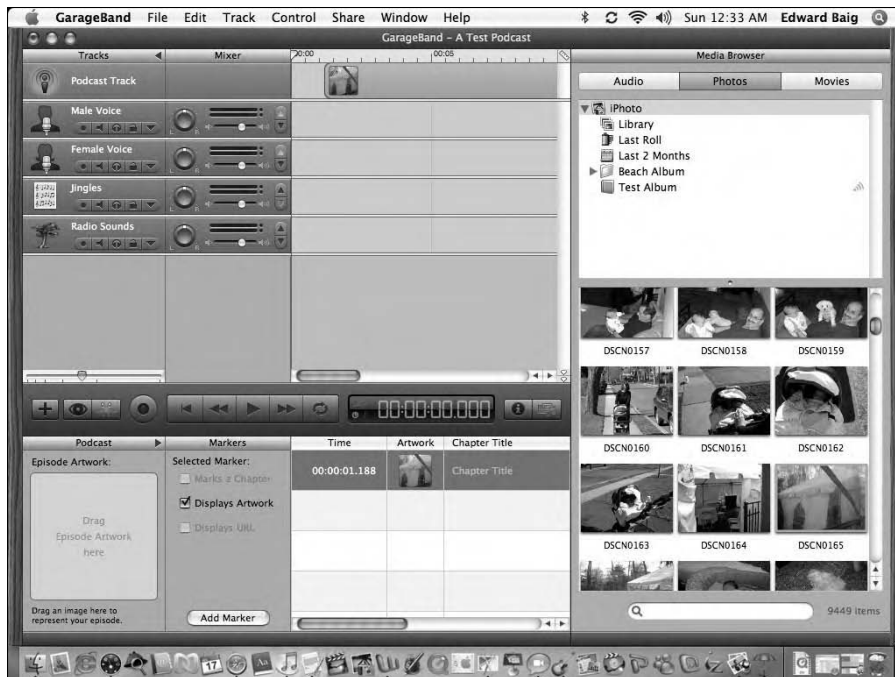 GarageBand File Edit Track Control Share Window Help Sun 12:33 AM Edward Baig
GarageBand – A Test Podcast
Tracks Mixer 00:00 00:05 Media Browser
Podcast Track
Audio Photos Movies
Male Voice
Female Voice
Jingles
Radio Sounds
iPhoto
Library
Last Roll
Last 2 Months
Beach Album
Test Album
DSCN0157 DSCN0158 DSCN0159
DSCN0160 DSCN0161 DSCN0162
DSCN0163 DSCN0164 DSCN0165
00:00:00.000
Podcast Markers Time Artwork Chapter Title
Episode Artwork:
Drag
Episode Artwork
here
Drag an image here to
represent your episode.
Selected Marker:
Marks a Chapter
Displays Artwork
Displays URL
Add Marker
00:00:01.188 Chapter Title
9449 items
17